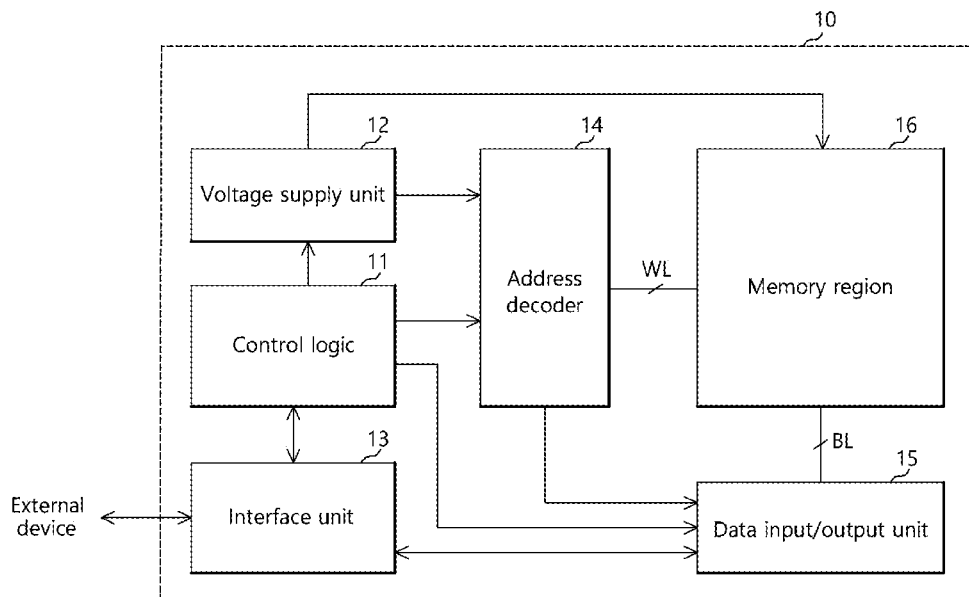 10
12
14
16
Voltage supply unit
11
Address
decoder
WL
Memory region
Control logic
13
BL
15
External
device
Interface unit
Data input/output unit